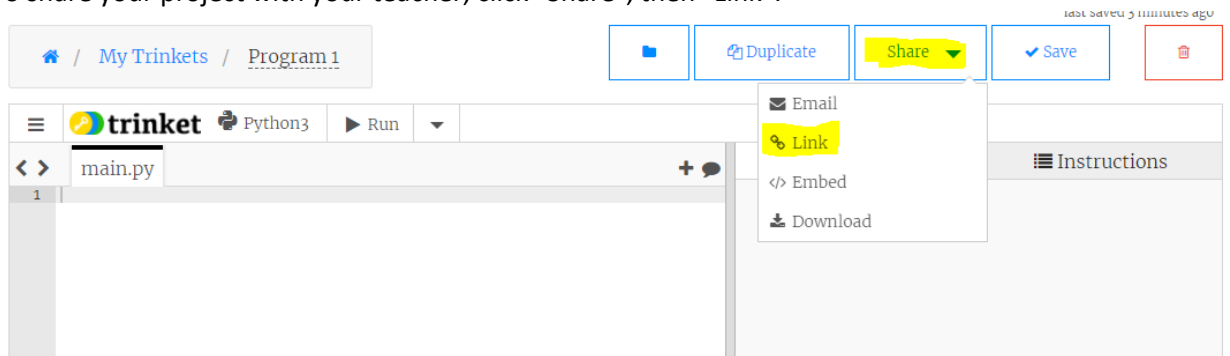 share your project with your teacher, click "Share", then "Link".
last saved 3 minutes ago
/ My Trinkets / Program 1
Duplicate
Share
Save
Email
Link
</> Embed
Download
trinket Python3 Run
< > main.py +
Instructions
1